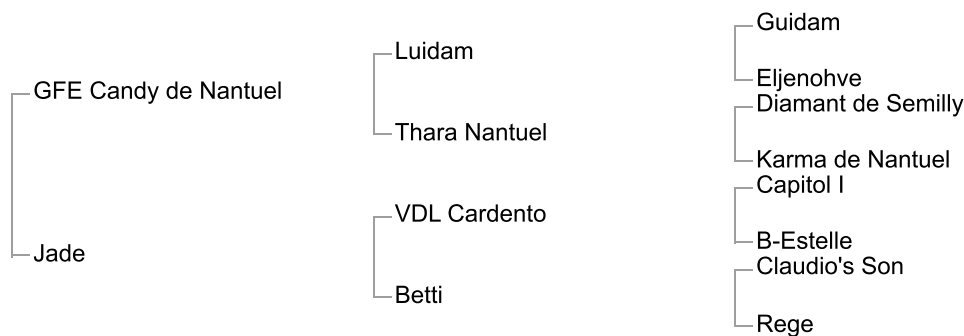 Guidam
Luidam
Eljenohve
GFE Candy de Nantuel
Diamant de Semilly
Thara Nantuel
Karma de Nantuel
Capitol I
VDL Cardento
B-Estelle
Jade
Claudio's Son
Betti
Rege